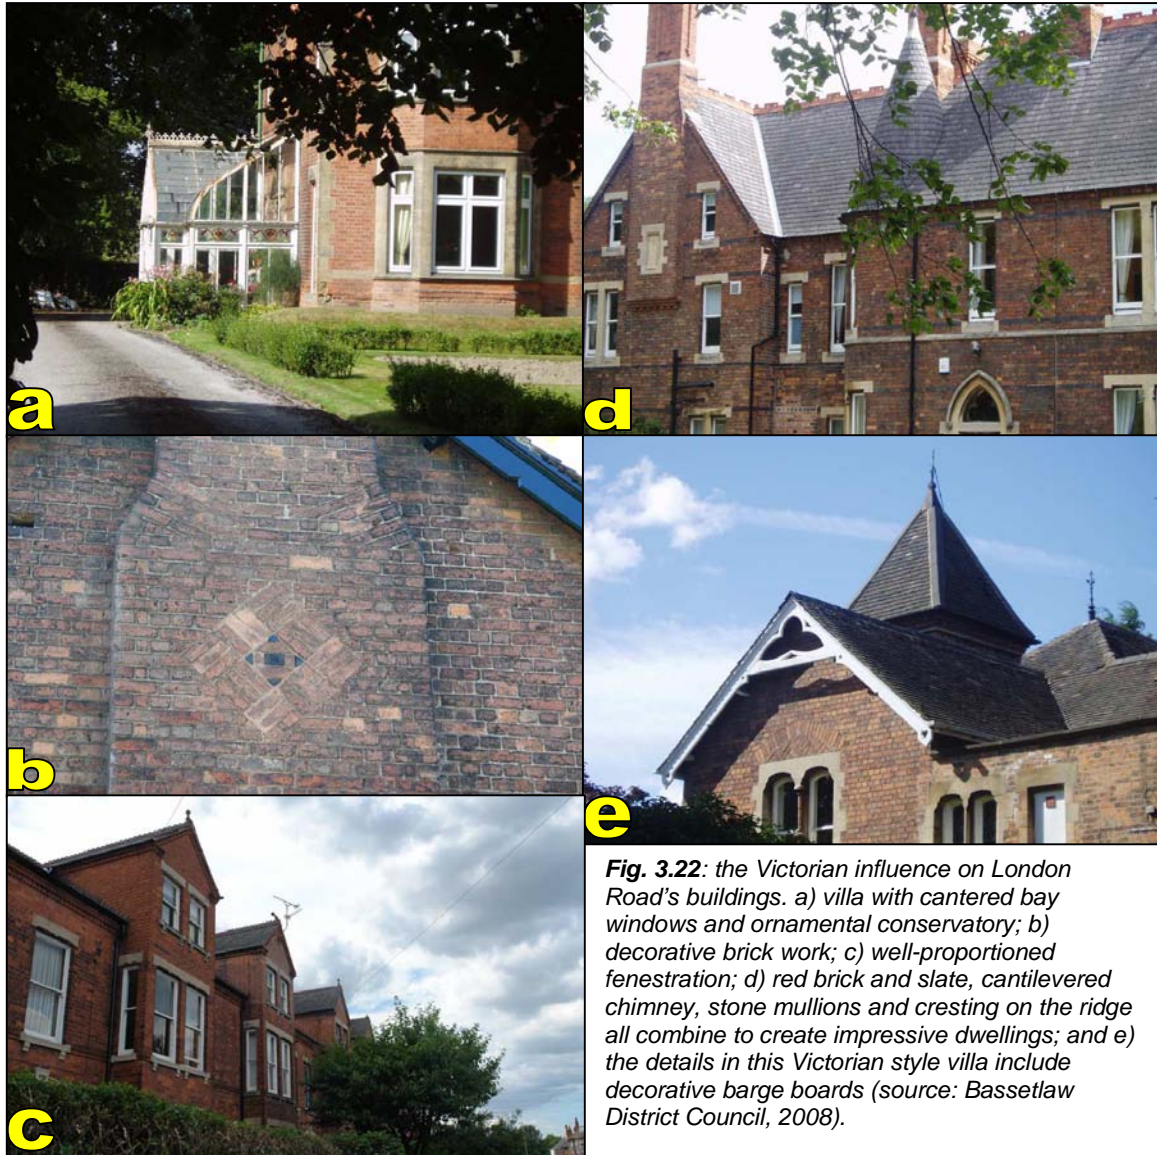 a
d
b
e
c
Fig. 3.22: the Victorian influence on London
Road's buildings. a) villa with cantered bay
windows and ornamental conservatory; b)
decorative brick work; c) well-proportioned
fenestration; d) red brick and slate, cantilevered
chimney, stone mullions and cresting on the ridge
all combine to create impressive dwellings; and e)
the details in this Victorian style villa include
decorative barge boards (source: Bassetlaw
District Council, 2008).